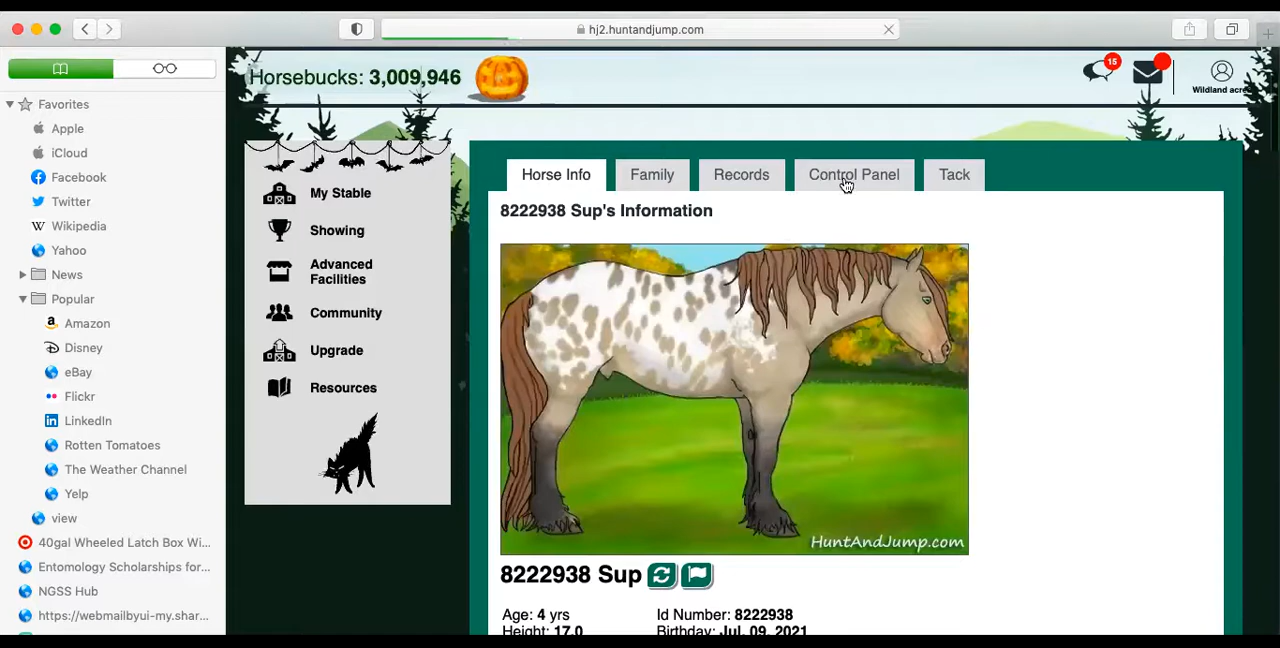 hj2.huntandjump.com
Favorites
Apple
iCloud
Facebook
Twitter
Wikipedia
Yahoo
News
Popular
Amazon
Disney
eBay
Flickr
LinkedIn
Rotten Tomatoes
The Weather Channel
Yelp
view
40gal Wheeled Latch Box Wi...
Entomology Scholarships for...
NGSS Hub
https://webmailbyui-my.shar...
Horsebucks: 3,009,946
15
Wildland acre
My Stable
Showing
Advanced
Facilities
Community
Upgrade
Resources
Horse Info Family Records Control Panel Tack
8222938 Sup's Information
HuntAndJump.com
8222938 Sup
Age: 4 yrs Id Number: 8222938
Height: 17.0 Birthday: Jul. 09, 2021